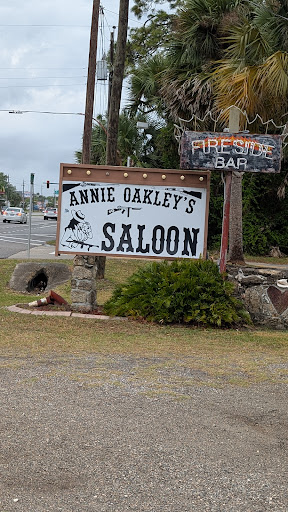 FIRESIDE
BAR
ANNIE OAKLEY'S
SALOON